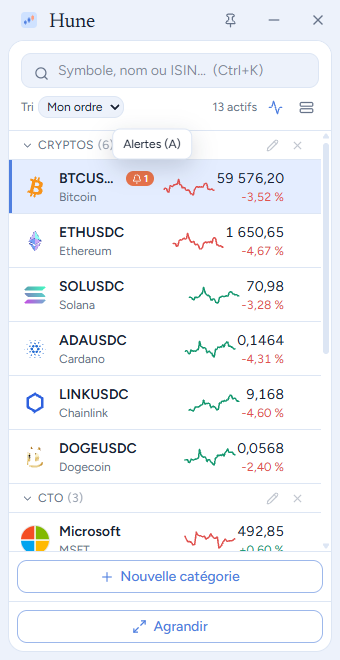 Hune
Symbole, nom ou ISIN... (Ctrl+K)
Tri Mon ordre 13 actifs
CRYPTOS (6)
Alertes (A)
BTCUS... 1 59 576,20
Bitcoin -3,52 %
ETHUSDC 1 650,65
Ethereum -4,67 %
SOLUSDC 70,98
Solana -3,28 %
ADAUSDC 0,1464
Cardano -4,31 %
LINKUSDC 9,168
Chainlink -4,60 %
DOGEUSDC 0,0568
Dogecoin -2,40 %
CTO (3)
Microsoft 492,85
MSFT +0,60 %
Nouvelle catégorie
Agrandir